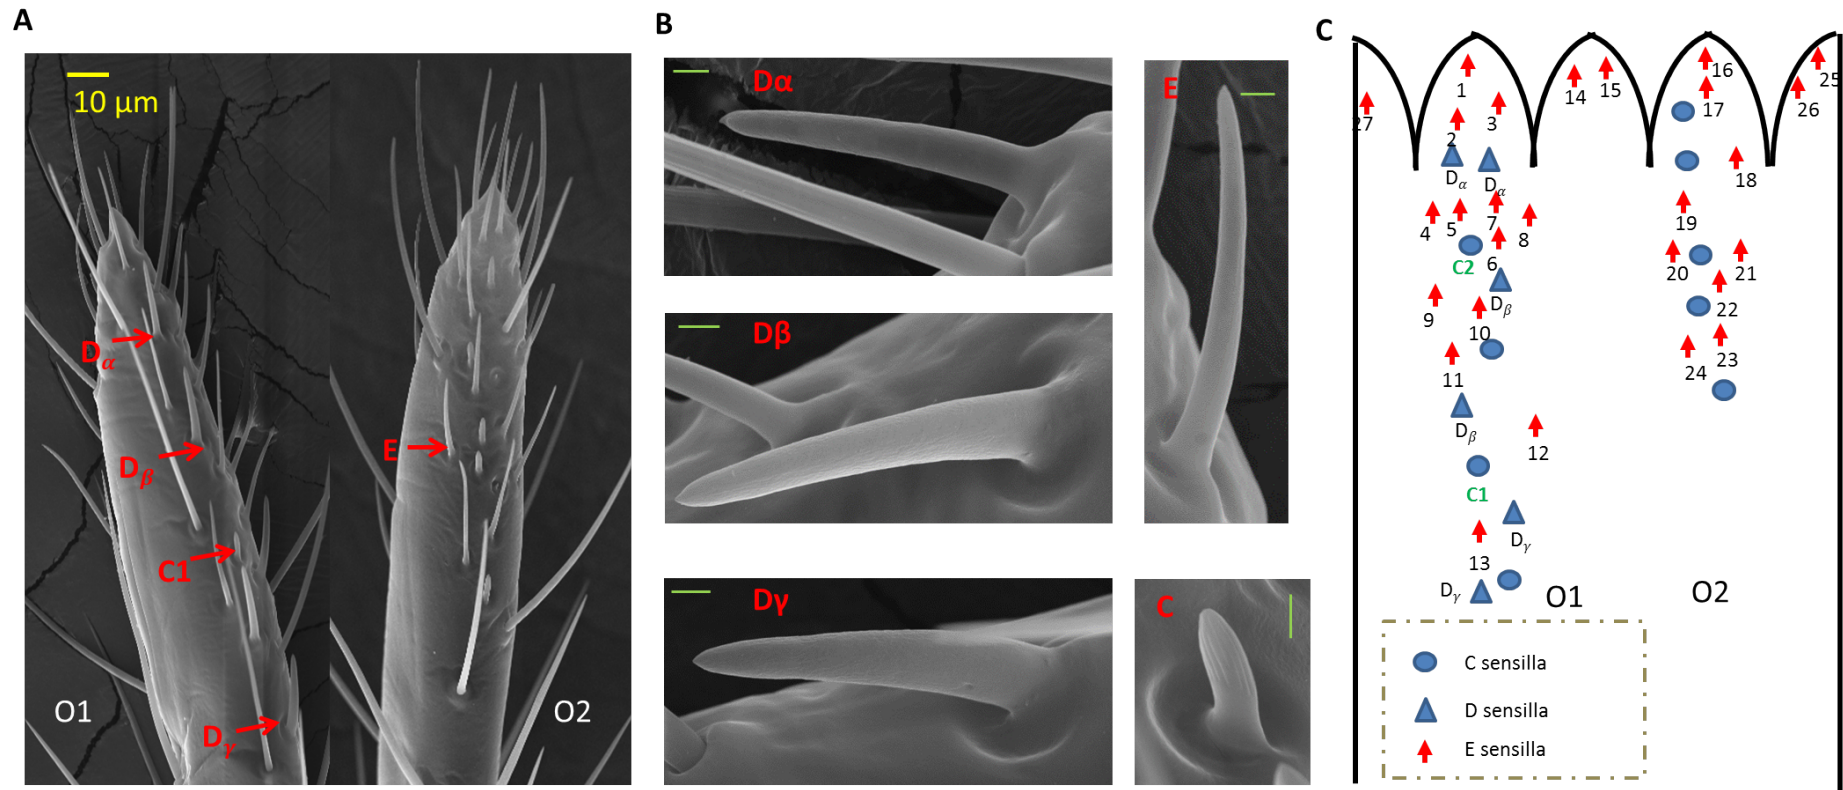 A
10 µm
Dα
Dβ
C1
Dγ
O1
E
O2
B
Dα
Dβ
Dγ
E
C
C
1
2
3
Dα
Dα
4
5
7
8
C2
6
Dβ
9
10
11
Dβ
12
C1
Dγ
13
Dγ
14
15
16
17
18
19
20
21
22
23
24
25
26
27
O1
O2
C sensilla
D sensilla
E sensilla